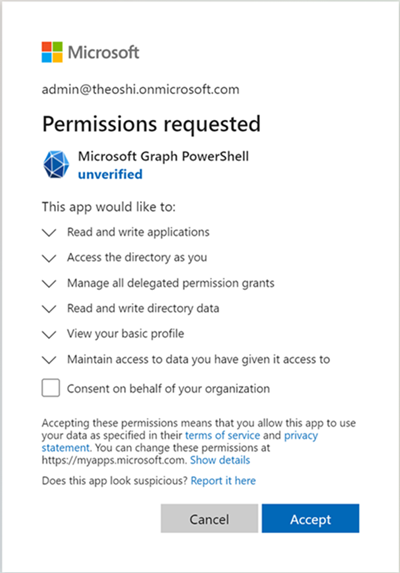 Microsoft
admin@theoshi.onmicrosoft.com
Permissions requested
Microsoft Graph PowerShell
unverified
This app would like to:
Read and write applications
Access the directory as you
Manage all delegated permission grants
Read and write directory data
View your basic profile
Maintain access to data you have given it access to
Consent on behalf of your organization
Accepting these permissions means that you allow this app to use
your data as specified in their terms of service and privacy
statement. You can change these permissions at
https://myapps.microsoft.com. Show details
Does this app look suspicious? Report it here
Cancel Accept